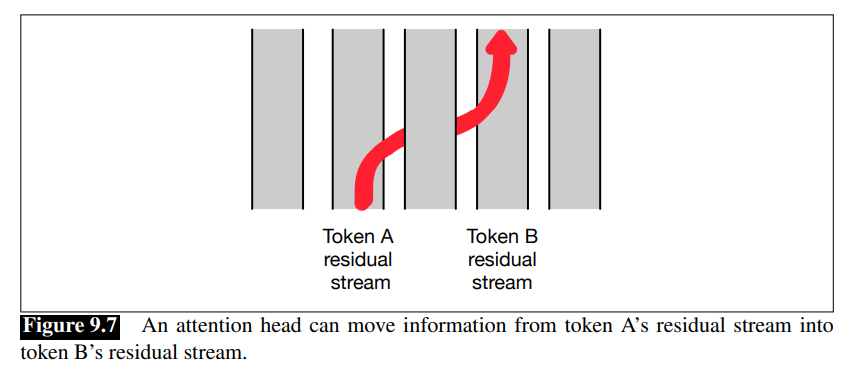 Token A
residual
stream
Token B
residual
stream
Figure 9.7 An attention head can move information from token A’s residual stream into
token B’s residual stream.